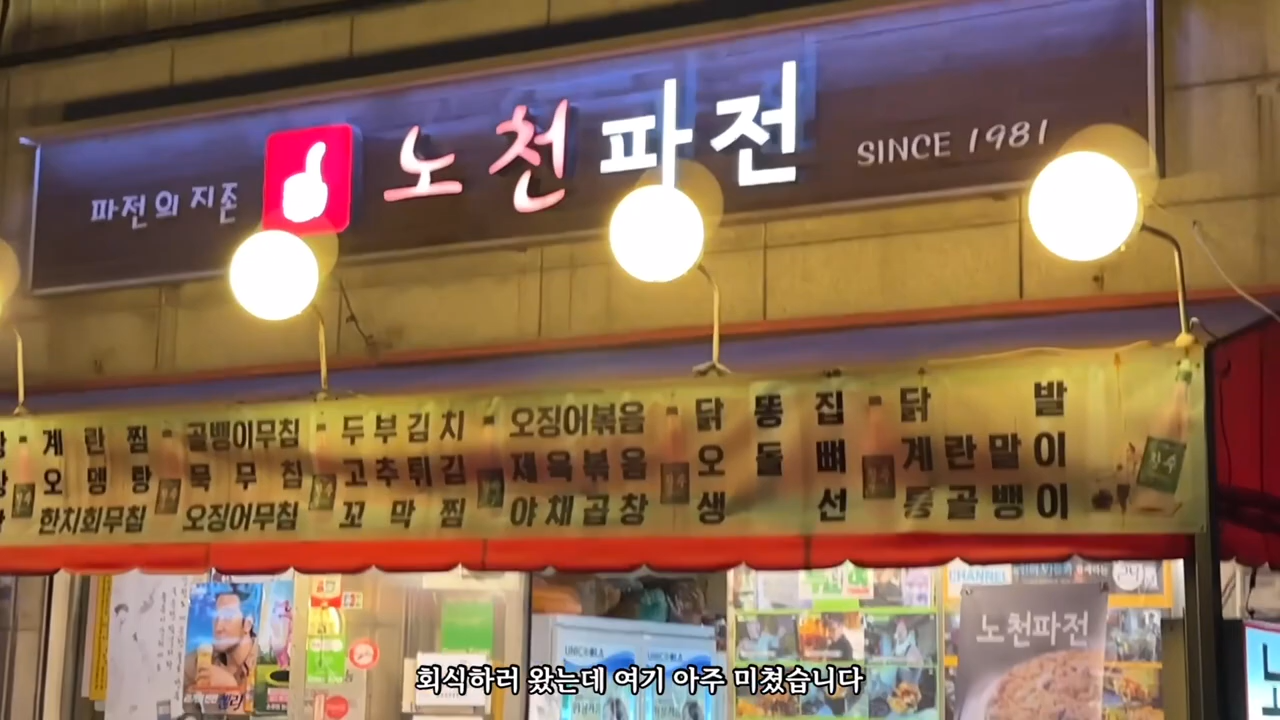 파전의 지존
노천파전
SINCE 1981
계란찜 골뱅이무침 두부김치 오징어볶음 닭똥집 닭발
오뎅탕 묵무침 고추튀김 제육볶음 오돌뼈 계란말이
한치회무침 오징어무침 꼬막찜 야채곱창 생선 통골뱅이
CHANNEL
노천파전
회식하러 왔는데 여기 아주 미쳤습니다